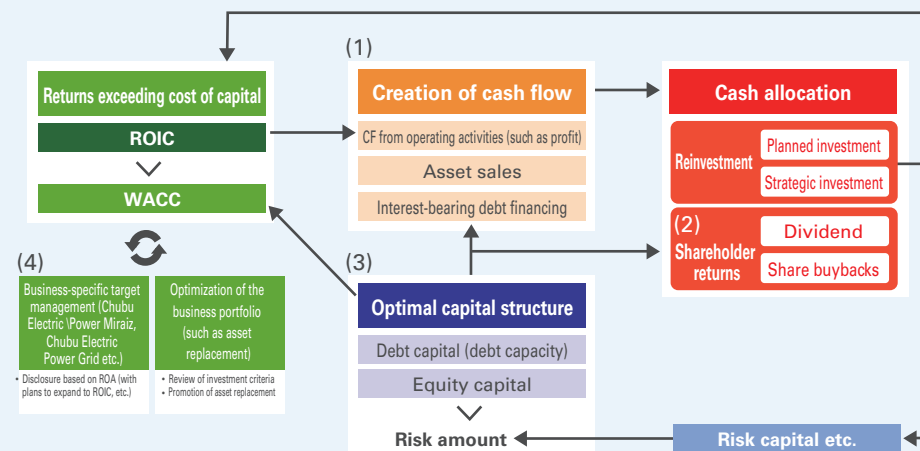 Returns exceeding cost of capital
ROIC
WACC
(1)
Creation of cash flow
CF from operating activities (such as profit)
Asset sales
Interest-bearing debt financing
Cash allocation
Reinvestment
Planned investment
Strategic investment
(2)
Shareholder
returns
Dividend
Share buybacks
(3)
Optimal capital structure
Debt capital (debt capacity)
Equity capital
Risk amount
Risk capital etc.
(4)
Business-specific target
management (Chubu
Electric \Power Miraiz,
Chubu Electric
Power Grid etc.)
• Disclosure based on ROA (with
plans to expand to ROIC, etc.)
Optimization of the
business portfolio
(such as asset
replacement)
• Review of investment criteria
• Promotion of asset replacement